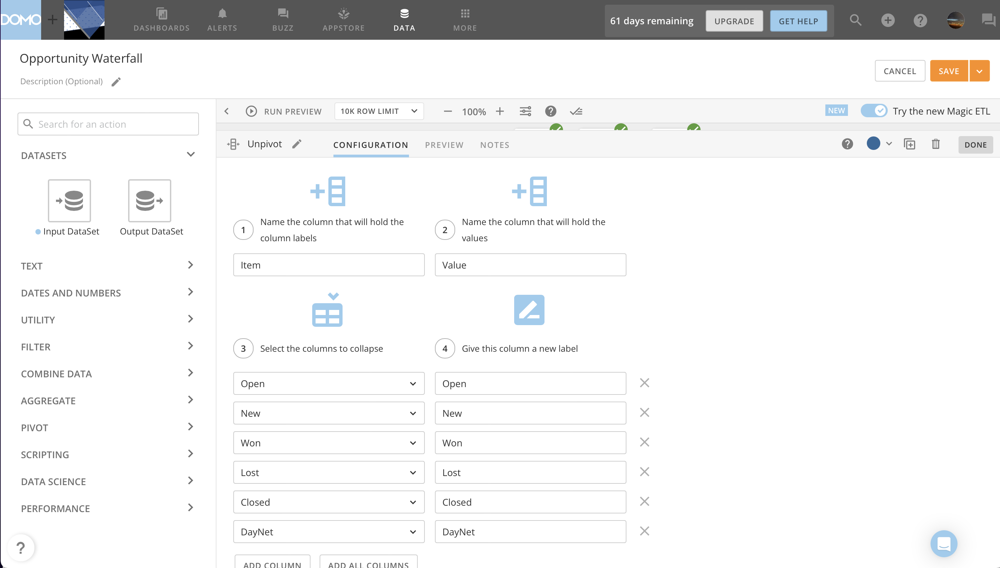 DOMO
DASHBOARDS
ALERTS
BUZZ
APPSTORE
DATA
MORE
61 days remaining
UPGRADE
GET HELP
Opportunity Waterfall
Description (Optional)
CANCEL
SAVE
RUN PREVIEW
10K ROW LIMIT
100%
NEW
Try the new Magic ETL
Search for an action
DATASETS
Input DataSet
Output DataSet
TEXT
DATES AND NUMBERS
UTILITY
FILTER
COMBINE DATA
AGGREGATE
PIVOT
SCRIPTING
DATA SCIENCE
PERFORMANCE
?
Unpivot
CONFIGURATION
PREVIEW
NOTES
DONE
1
Name the column that will hold the
column labels
2
Name the column that will hold the
values
Item
Value
3
Select the columns to collapse
4
Give this column a new label
Open
Open
New
New
Won
Won
Lost
Lost
Closed
Closed
DayNet
DayNet
ADD COLUMN
ADD ALL COLUMNS